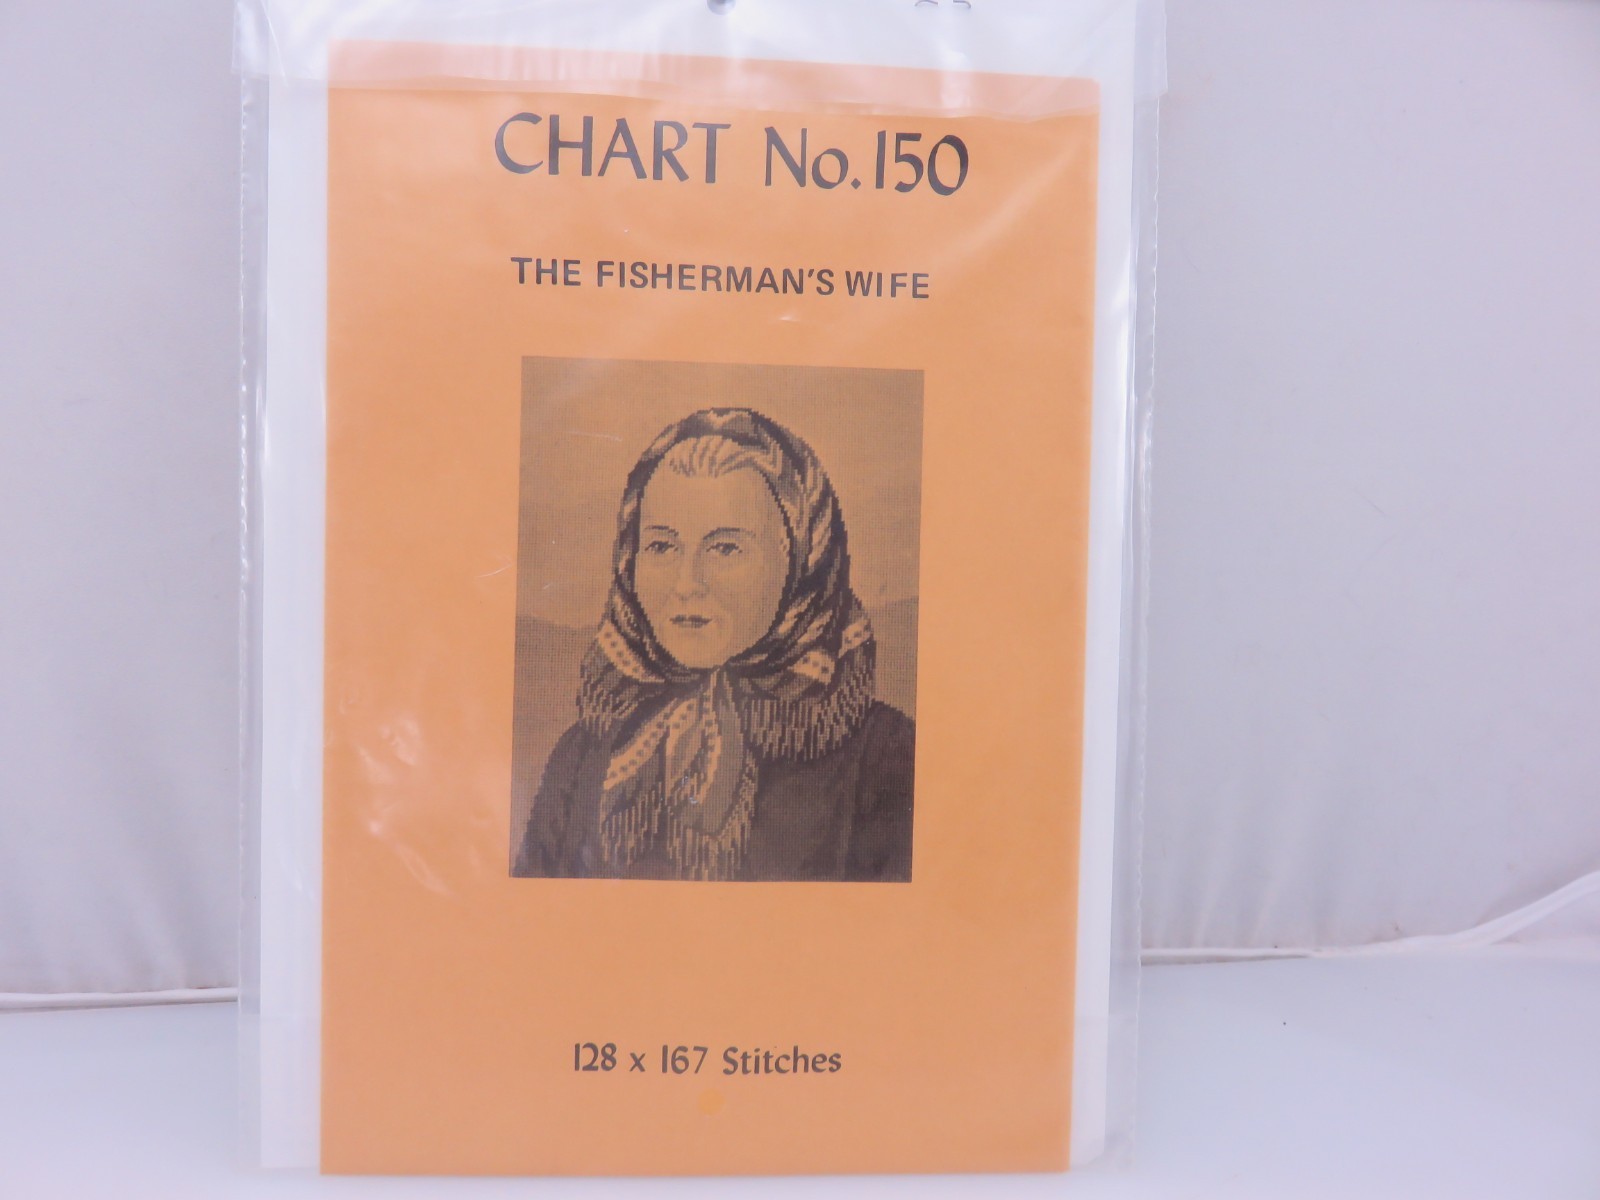 CHART No. 150
THE FISHERMAN'S WIFE
128 x 167 Stitches